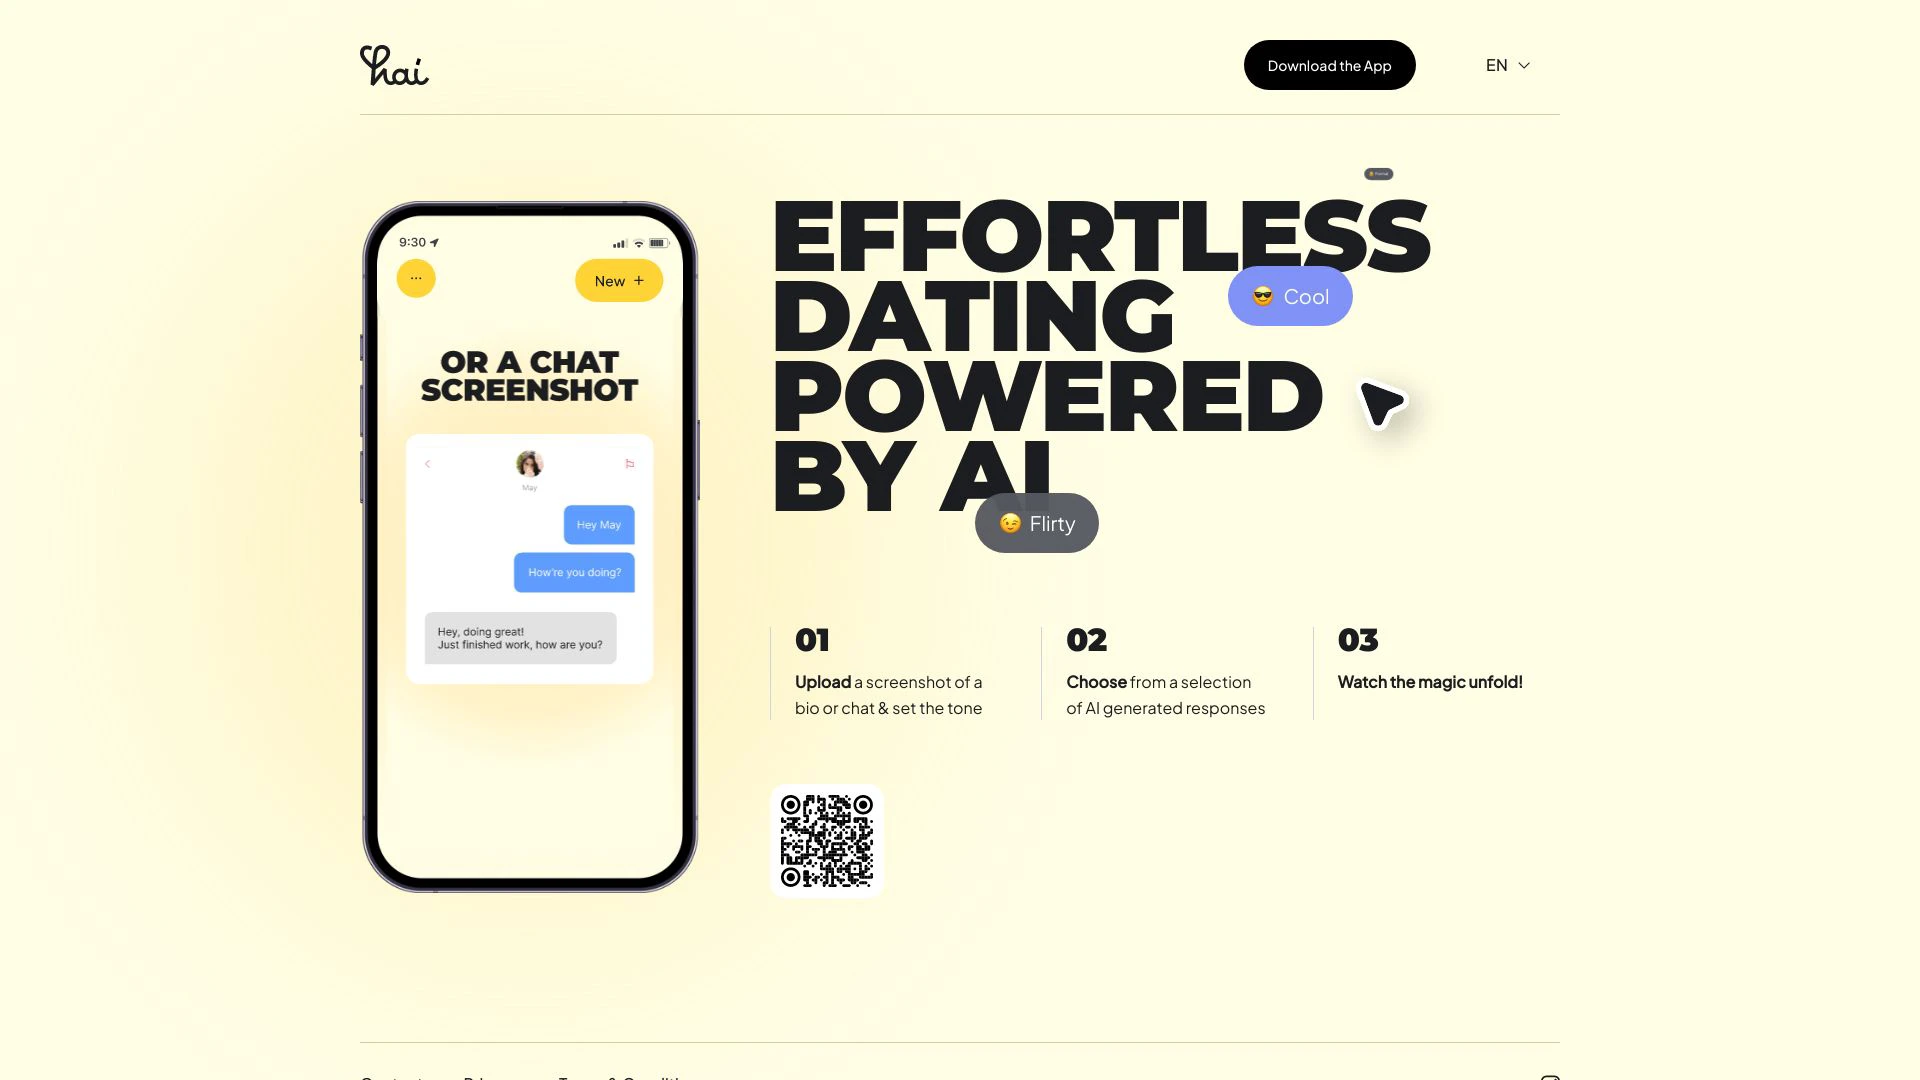 hai
Download the App
EN
9:30
New +
OR A CHAT
SCREENSHOT
May
Hey May
How're you doing?
Hey, doing great!
Just finished work, how are you?
EFFORTLESS
DATING
POWERED
BY AI
😎 Cool
😉 Flirty
01
Upload a screenshot of a
bio or chat & set the tone
02
Choose from a selection
of AI generated responses
03
Watch the magic unfold!